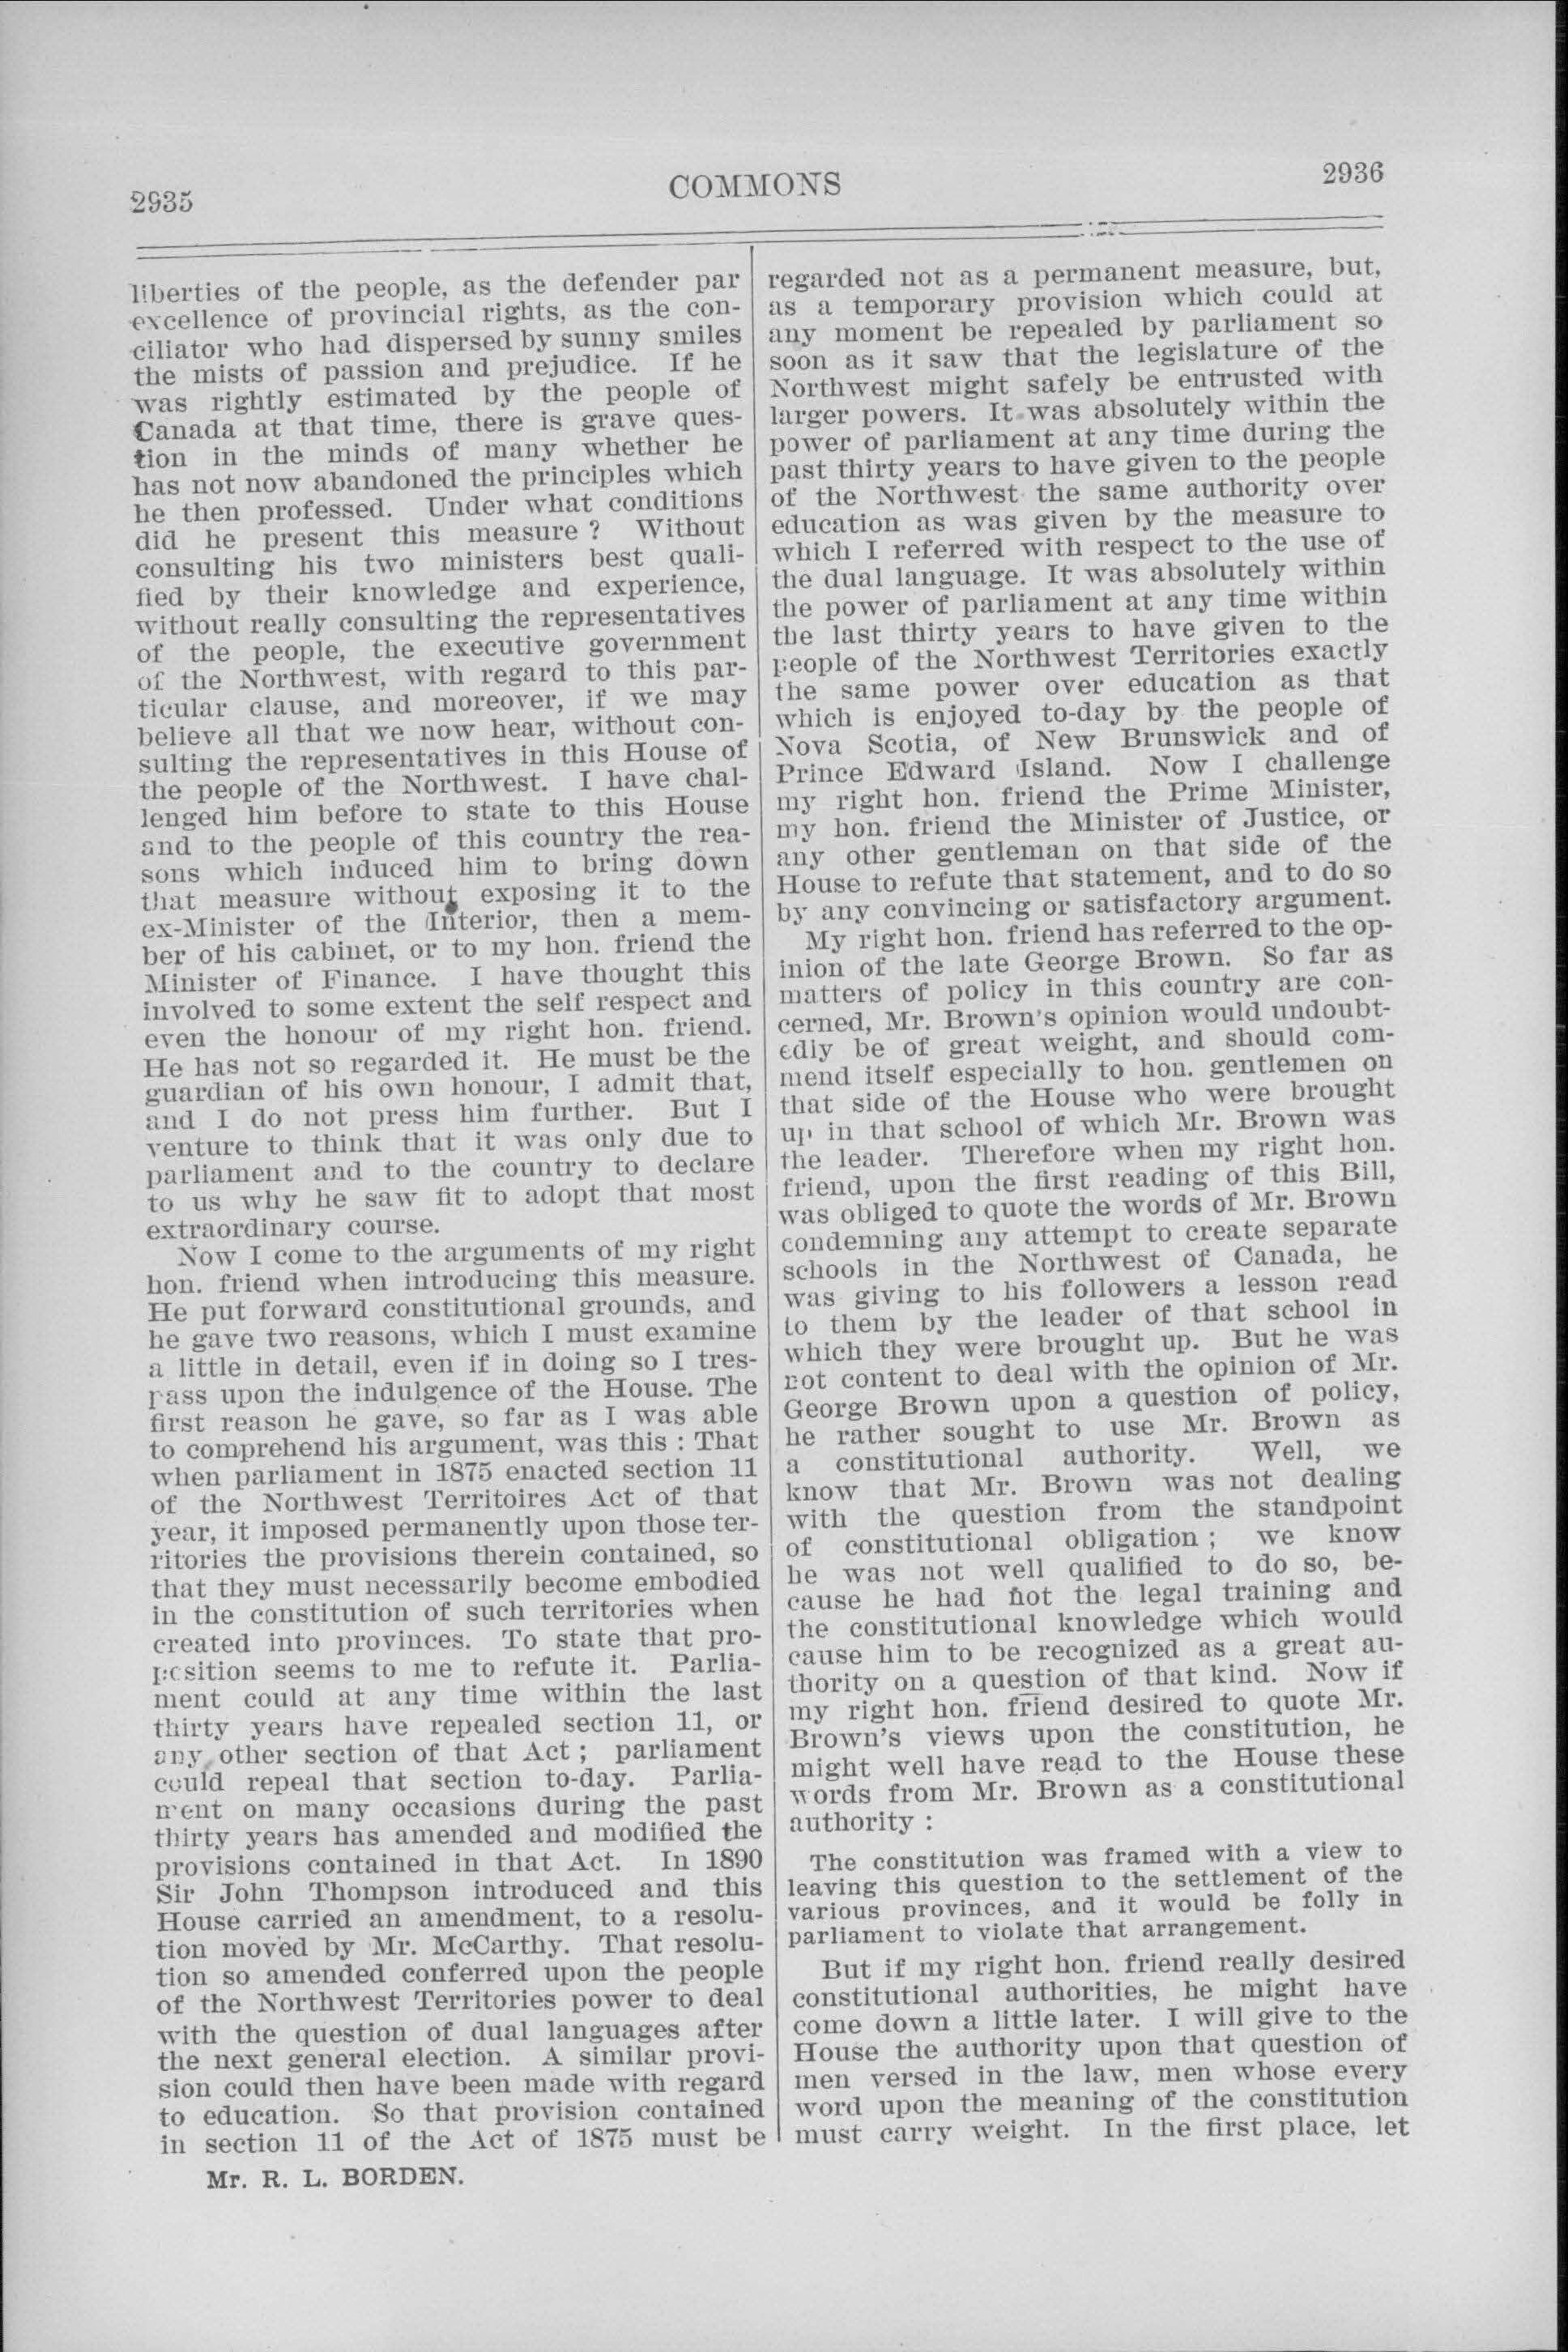 2935
COMMONS
2936
liberties of the people, as the defender par
excellence of provincial rights, as the con-
ciliator who had dispersed by sunny smiles
the mists of passion and prejudice. If he
was rightly estimated by the people of
Canada at that time, there is grave ques-
tion in the minds of many whether he
has not now abandoned the principles which
he then professed. Under what conditions
did he present this measure ? Without
consulting his two ministers best quali-
fied by their knowledge and experience,
without really consulting the representatives
of the people, the executive government
of the Northwest, with regard to this par-
ticular clause, and moreover, if we may
believe all that we now hear, without con-
sulting the representatives in this House of
the people of the Northwest. I have chal-
lenged him before to state to this House
and to the people of this country the rea-
sons which induced him to bring down
that measure without exposing it to the
ex-Minister of the Interior, then a mem-
ber of his cabinet, or to my hon. friend the
Minister of Finance. I have thought this
involved to some extent the self respect and
even the honour of my right hon. friend.
He has not so regarded it. He must be the
guardian of his own honour, I admit that,
and I do not press him further. But I
venture to think that it was only due to
parliament and to the country to declare
to us why he saw fit to adopt that most
extraordinary course.
Now I come to the arguments of my right
hon. friend when introducing this measure.
He put forward constitutional grounds, and
he gave two reasons, which I must examine
a little in detail, even if in doing so I tres-
pass upon the indulgence of the House. The
first reason he gave, so far as I was able
to comprehend his argument, was this : That
when parliament in 1875 enacted section 11
of the Northwest Territoires Act of that
year, it imposed permanently upon those ter-
ritories the provisions therein contained, so
that they must necessarily become embodied
in the constitution of such territories when
created into provinces. To state that pro-
position seems to me to refute it. Parlia-
ment could at any time within the last
thirty years have repealed section 11, or
any other section of that Act ; parliament
could repeal that section to-day. Parlia-
ment on many occasions during the past
thirty years has amended and modified the
provisions contained in that Act. In 1890
Sir John Thompson introduced and this
House carried an amendment, to a resolu-
tion moved by Mr. McCarthy. That resolu-
tion so amended conferred upon the people
of the Northwest Territories power to deal
with the question of dual languages after
the next general election. A similar provi-
sion could then have been made with regard
to education. So that provision contained
in section 11 of the Act of 1875 must be
Mr. R. L. BORDEN.
regarded not as a permanent measure, but,
as a temporary provision which could at
any moment be repealed by parliament so
soon as it saw that the legislature of the
Northwest might safely be entrusted with
larger powers. It was absolutely within the
power of parliament at any time during the
past thirty years to have given to the people
of the Northwest the same authority over
education as was given by the measure to
which I referred with respect to the use of
the dual language. It was absolutely within
the power of parliament at any time within
the last thirty years to have given to the
people of the Northwest Territories exactly
the same power over education as that
which is enjoyed to-day by the people of
Nova Scotia, of New Brunswick and of
Prince Edward Island. Now I challenge
my right hon. friend the Prime Minister,
my hon. friend the Minister of Justice, or
any other gentleman on that side of the
House to refute that statement, and to do so
by any convincing or satisfactory argument.
My right hon. friend has referred to the op-
inion of the late George Brown. So far as
matters of policy in this country are con-
cerned, Mr. Brown's opinion would undoubt-
edly be of great weight, and should com-
mend itself especially to hon. gentlemen on
that side of the House who were brought
up in that school of which Mr. Brown was
the leader. Therefore when my right hon.
friend, upon the first reading of this Bill,
was obliged to quote the words of Mr. Brown
condemning any attempt to create separate
schools in the Northwest of Canada, he
was giving to his followers a lesson read
to them by the leader of that school in
which they were brought up. But he was
not content to deal with the opinion of Mr.
George Brown upon a question of policy,
he rather sought to use Mr. Brown as
a constitutional authority. Well, we
know that Mr. Brown was not dealing
with the question from the standpoint
of constitutional obligation ; we know
he was not well qualified to do so, be-
cause he had not the legal training and
the constitutional knowledge which would
cause him to be recognized as a great au-
thority on a question of that kind. Now if
my right hon. friend desired to quote Mr.
Brown's views upon the constitution, he
might well have read to the House these
words from Mr. Brown as a constitutional
authority :
The constitution was framed with a view to
leaving this question to the settlement of the
various provinces, and it would be folly in
parliament to violate that arrangement.
But if my right hon. friend really desired
constitutional authorities, he might have
come down a little later. I will give to the
House the authority upon that question of
men versed in the law, men whose every
word upon the meaning of the constitution
must carry weight. In the first place, let